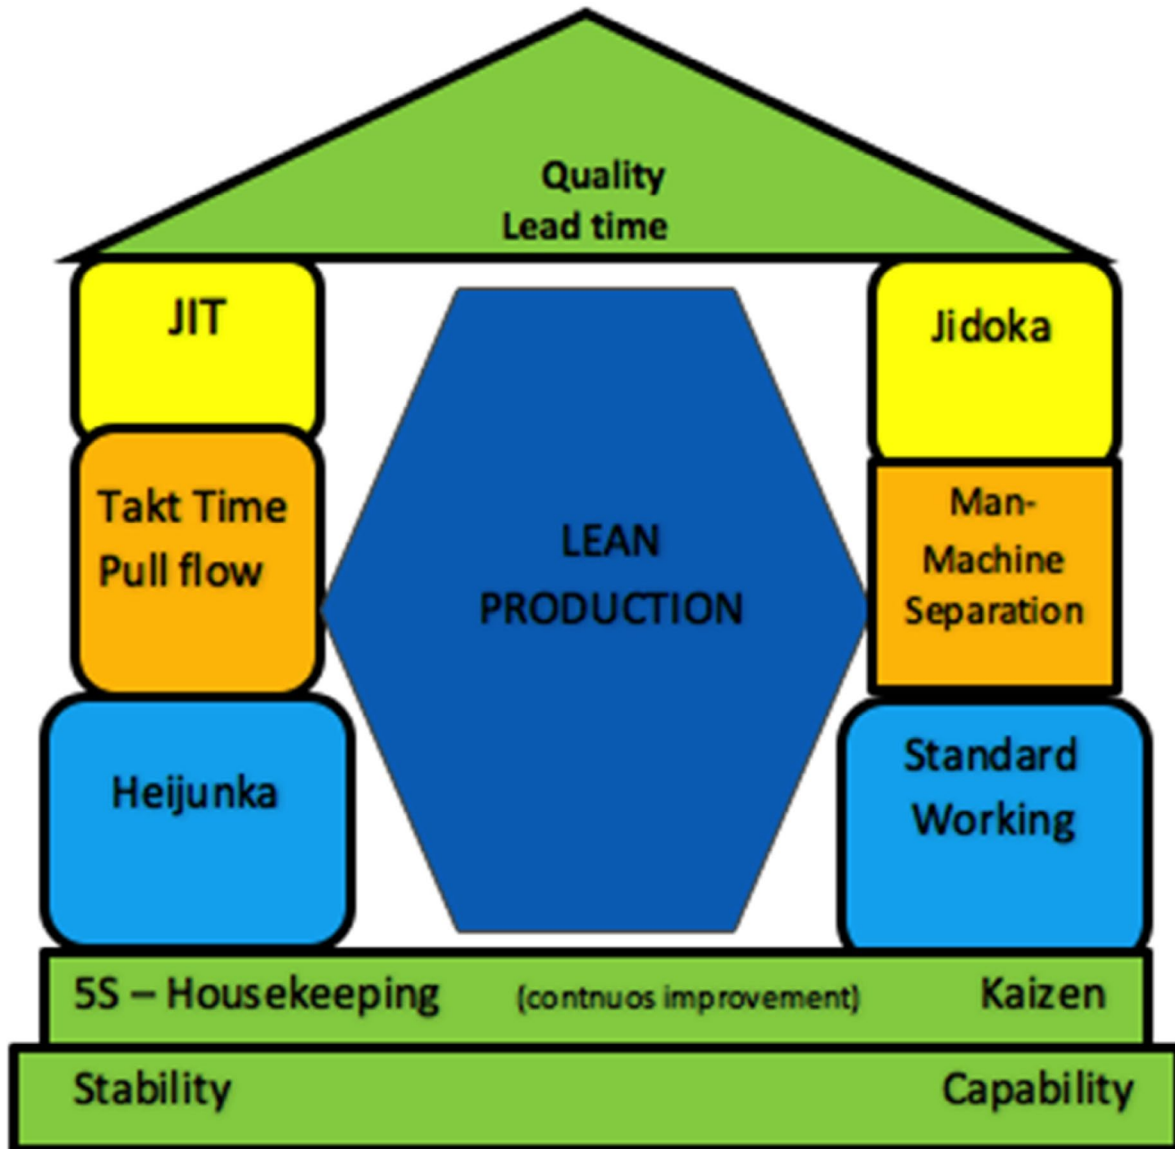 Quality
Lead time
JIT
Jidoka
Takt Time
Pull flow
Man-
Machine
Separation
LEAN
PRODUCTION
Heijunka
Standard
Working
5S – Housekeeping (contnuos improvement) Kaizen
Stability Capability